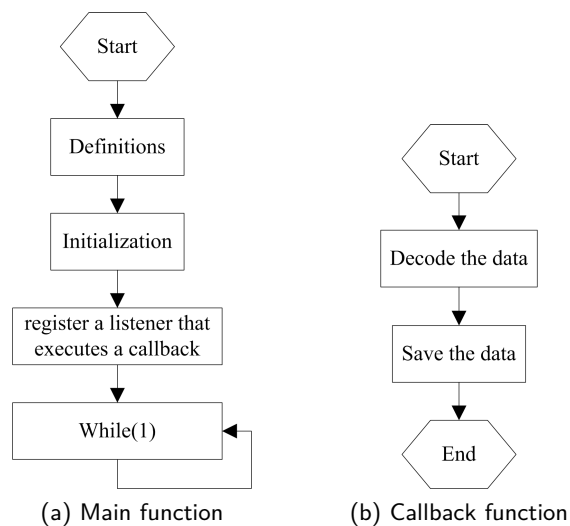 Start
Definitions
Initialization
register a listener that
executes a callback
While(1)
(a) Main function
Start
Decode the data
Save the data
End
(b) Callback function